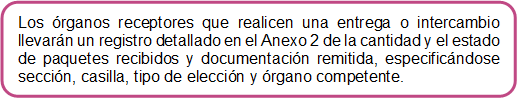 Los órganos receptores que realicen una entrega o intercambio
llevarán un registro detallado en el Anexo 2 de la cantidad y el estado
de paquetes recibidos y documentación remitida, especificándose
sección, casilla, tipo de elección y órgano competente.